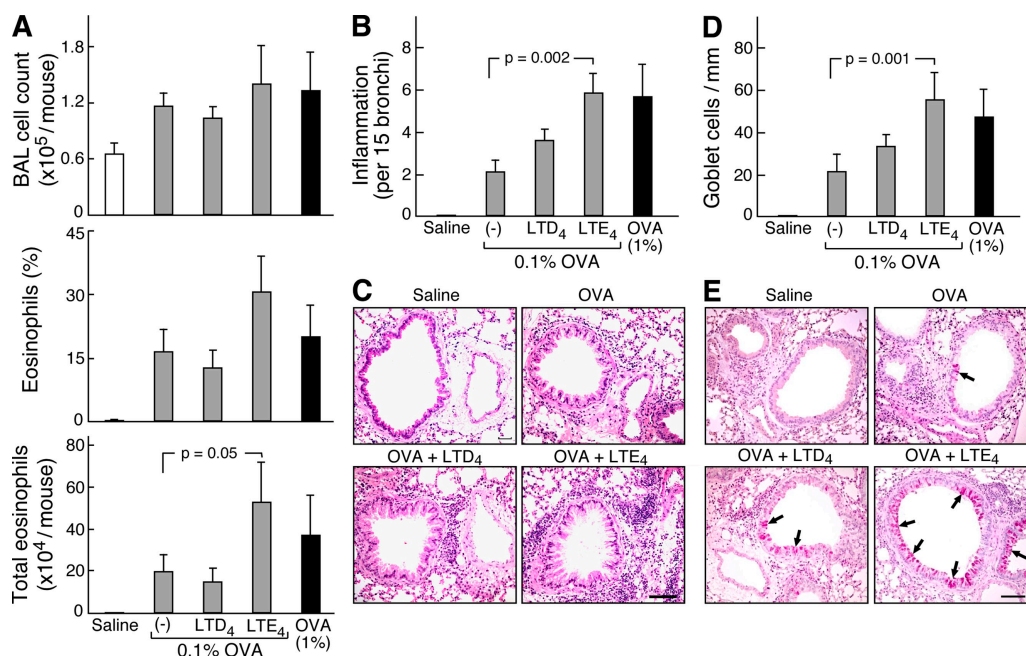 A
BAL cell count
(x10⁵/mouse)
1.8
1.2
0.6
0
Eosinophils (%)
45
30
15
0
Total eosinophils
(x10⁴/mouse)
80
60
40
20
0
p = 0.05
Saline (-) LTD₄ LTE₄ OVA
(1%)
0.1% OVA
B
Inflammation
(per 15 bronchi)
8
6
4
2
0
p = 0.002
Saline (-) LTD₄ LTE₄ OVA
(1%)
0.1% OVA
D
Goblet cells / mm
80
60
40
20
0
p = 0.001
Saline (-) LTD₄ LTE₄ OVA
(1%)
0.1% OVA
C
Saline OVA
OVA + LTD₄ OVA + LTE₄
E
Saline OVA
OVA + LTD₄ OVA + LTE₄